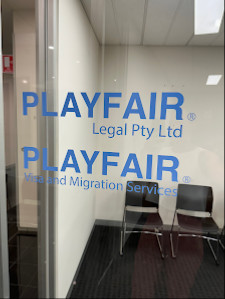 PLAYFAIR®
Legal Pty Ltd
PLAYFAIR®
Visa and Migration Services